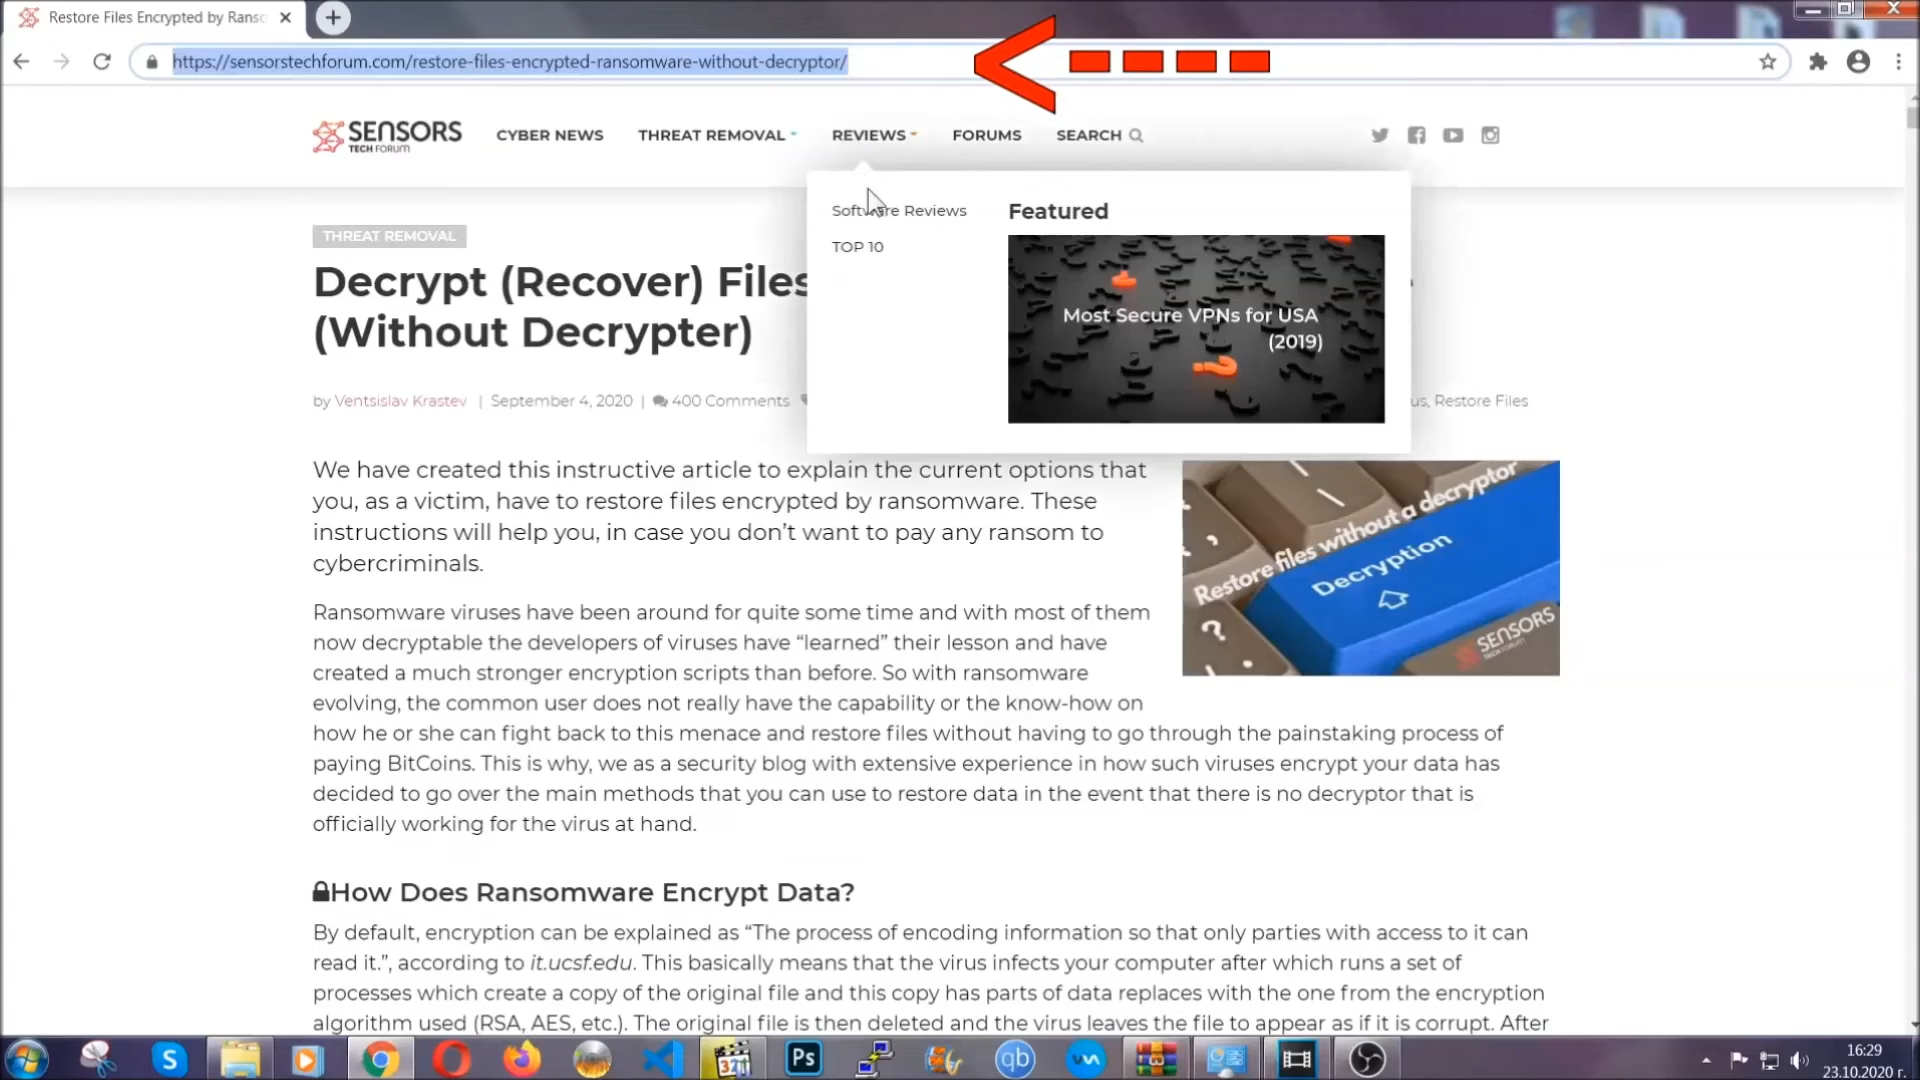 Restore Files Encrypted by Ransc
https://sensorstechforum.com/restore-files-encrypted-ransomware-without-decryptor/
SENSORS
TECH FORUM
CYBER NEWS
THREAT REMOVAL
REVIEWS
FORUMS
SEARCH
Software Reviews
TOP 10
Featured
Most Secure VPNs for USA
(2019)
THREAT REMOVAL
Decrypt (Recover) Files
(Without Decrypter)
by Ventsislav Krastev | September 4, 2020 | 400 Comments
us, Restore Files
We have created this instructive article to explain the current options that
you, as a victim, have to restore files encrypted by ransomware. These
instructions will help you, in case you don’t want to pay any ransom to
cybercriminals.
Restore files without a decryptor
Decryption
SENSORS
TECH FORUM
Ransomware viruses have been around for quite some time and with most of them
now decryptable the developers of viruses have “learned” their lesson and have
created a much stronger encryption scripts than before. So with ransomware
evolving, the common user does not really have the capability or the know-how on
how he or she can fight back to this menace and restore files without having to go through the painstaking process of
paying BitCoins. This is why, we as a security blog with extensive experience in how such viruses encrypt your data has
decided to go over the main methods that you can use to restore data in the event that there is no decryptor that is
officially working for the virus at hand.
How Does Ransomware Encrypt Data?
By default, encryption can be explained as “The process of encoding information so that only parties with access to it can
read it.”, according to it.ucsf.edu. This basically means that the virus infects your computer after which runs a set of
processes which create a copy of the original file and this copy has parts of data replaces with the one from the encryption
algorithm used (RSA, AES, etc.). The original file is then deleted and the virus leaves the file to appear as if it is corrupt. After
S
321
Ps
qb
16:29
23.10.2020 г.